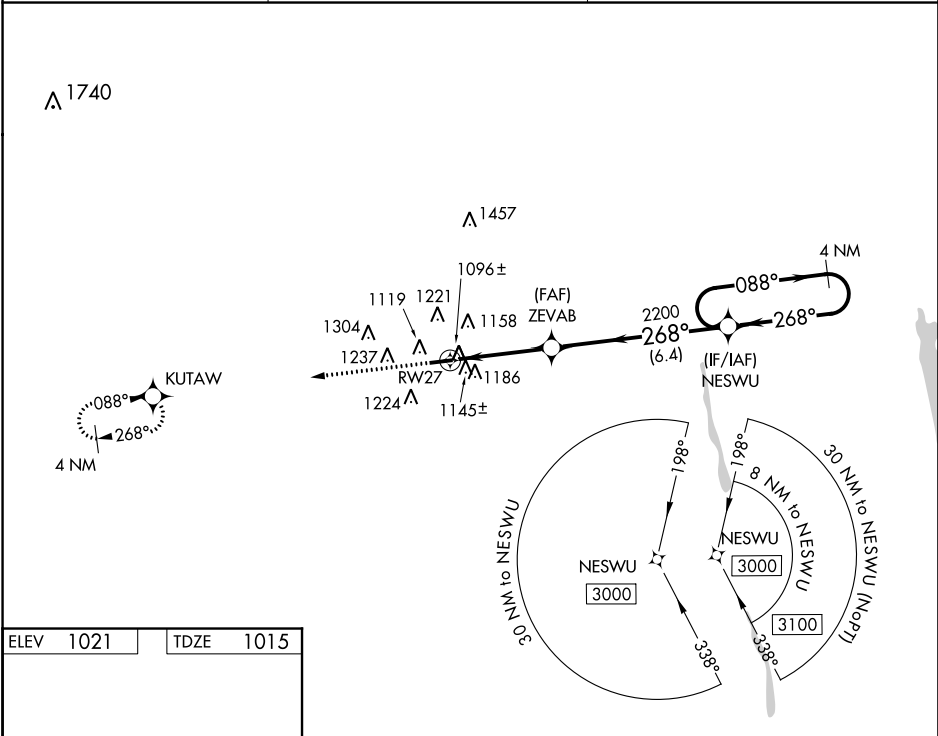 1740
1457
4 NM
1096±
088°
(FAF)
ZEVAB
1119
1221
2200
268°
268°
(6.4)
1158
1304
1237
(IF/IAF)
NESWU
RW27
1186
KUTAW
1224
1145±
088°
268°
4 NM
198°
198°
30 NM to NESWU (NoPT)
8 NM to NESWU
30 NM to NESWU
NESWU
3000
NESWU
3000
3100
338°
338°
ELEV 1021
TDZE 1015